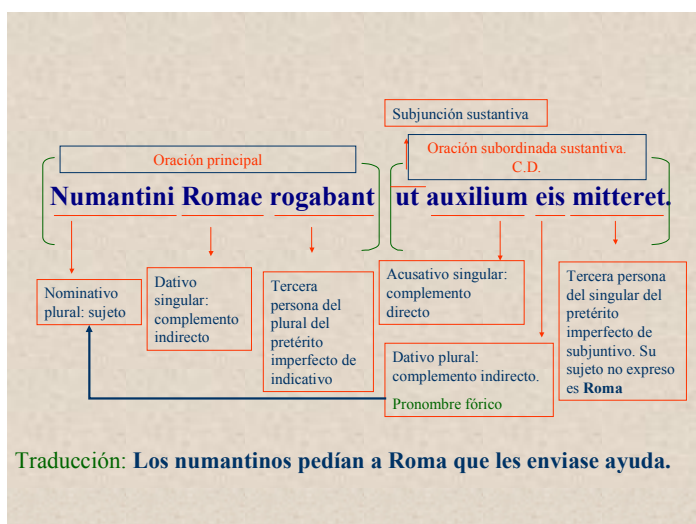 Subjunción sustantiva
Oración principal
Oración subordinada sustantiva.
C.D.
Numantini Romae rogabant ut auxilium eis mitteret.
Nominativo
plural: sujeto
Dativo
singular:
complemento
indirecto
Tercera
persona del
plural del
pretérito
imperfecto de
indicativo
Acusativo singular:
complemento
directo
Dativo plural:
complemento indirecto.
Pronombre fórico
Tercera persona
del singular del
pretérito
imperfecto de
subjuntivo. Su
sujeto no expreso
es Roma
Traducción: Los numantinos pedían a Roma que les enviase ayuda.